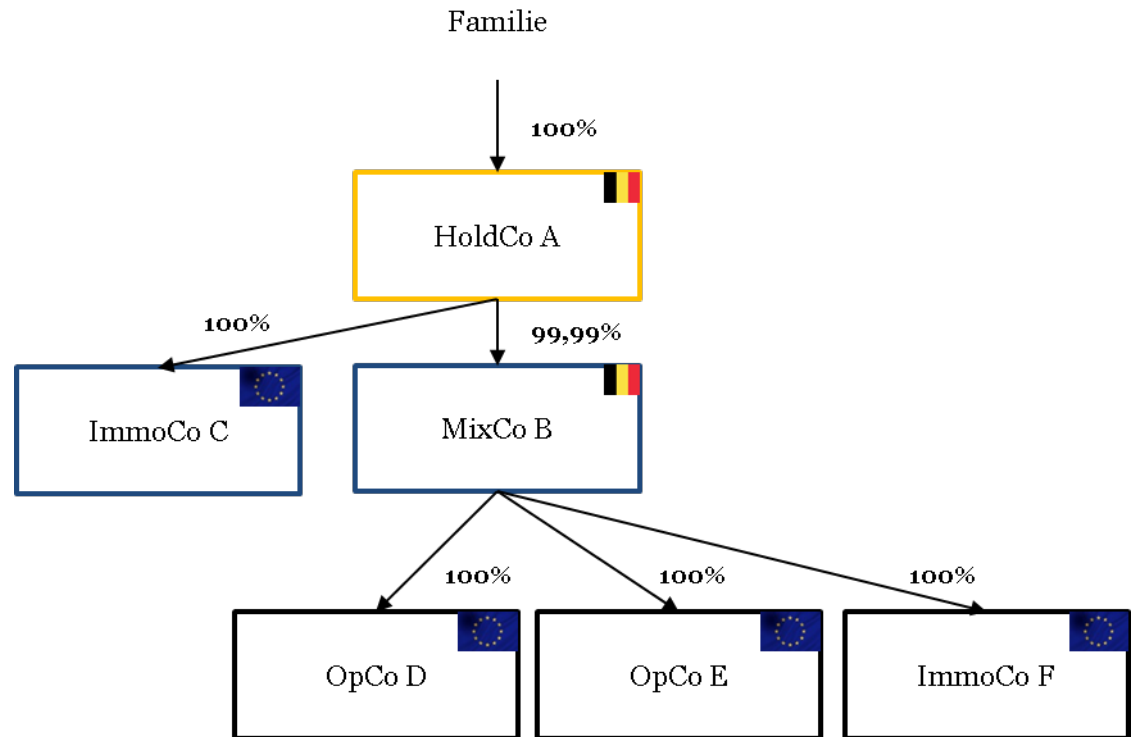 Familie
100%
HoldCo A
100%
99,99%
ImmoCo C
MixCo B
100%
100%
100%
OpCo D
OpCo E
ImmoCo F